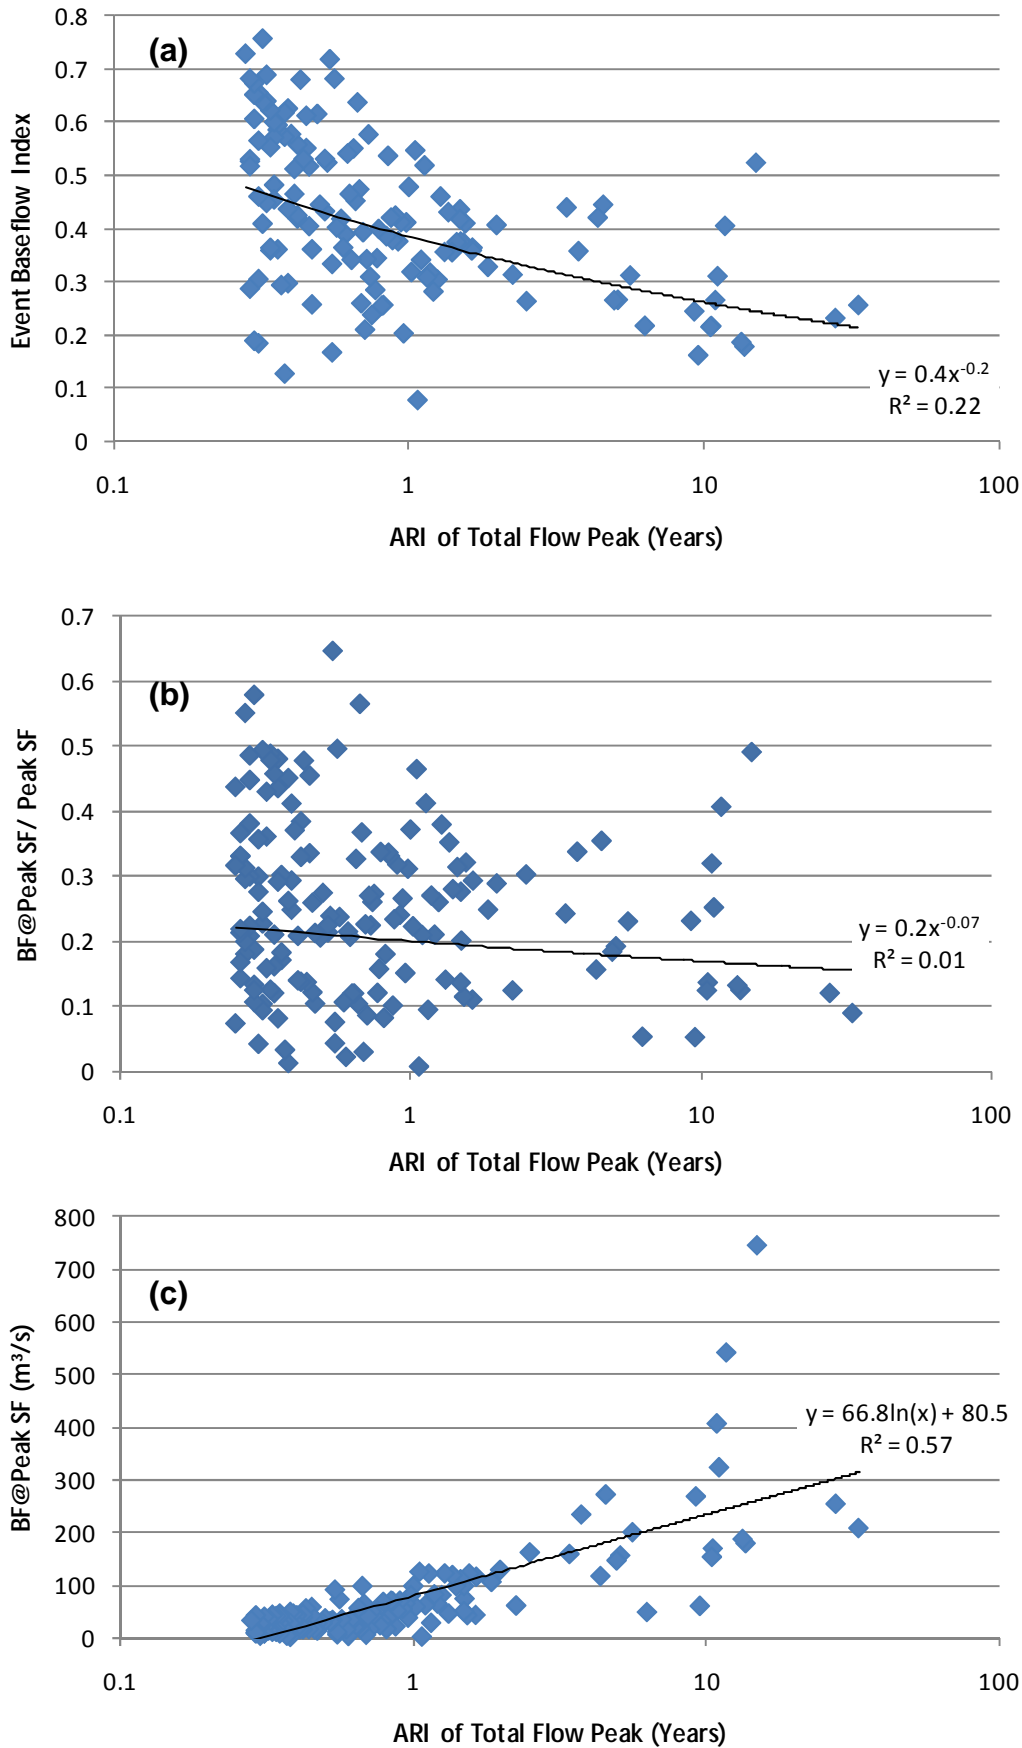 0.8
(a)
0.7
0.6
0.5
0.4
0.3
0.2
0.1
0
Event Baseflow Index
y = 0.4x^-0.2
R² = 0.22
0.1 1 10 100
ARI of Total Flow Peak (Years)
0.7
0.6
(b)
0.5
0.4
0.3
0.2
0.1
0
BF@Peak SF/ Peak SF
y = 0.2x^-0.07
R² = 0.01
0.1 1 10 100
ARI of Total Flow Peak (Years)
800
700
(c)
600
500
400
300
200
100
0
BF@Peak SF (m³/s)
y = 66.8ln(x) + 80.5
R² = 0.57
0.1 1 10 100
ARI of Total Flow Peak (Years)